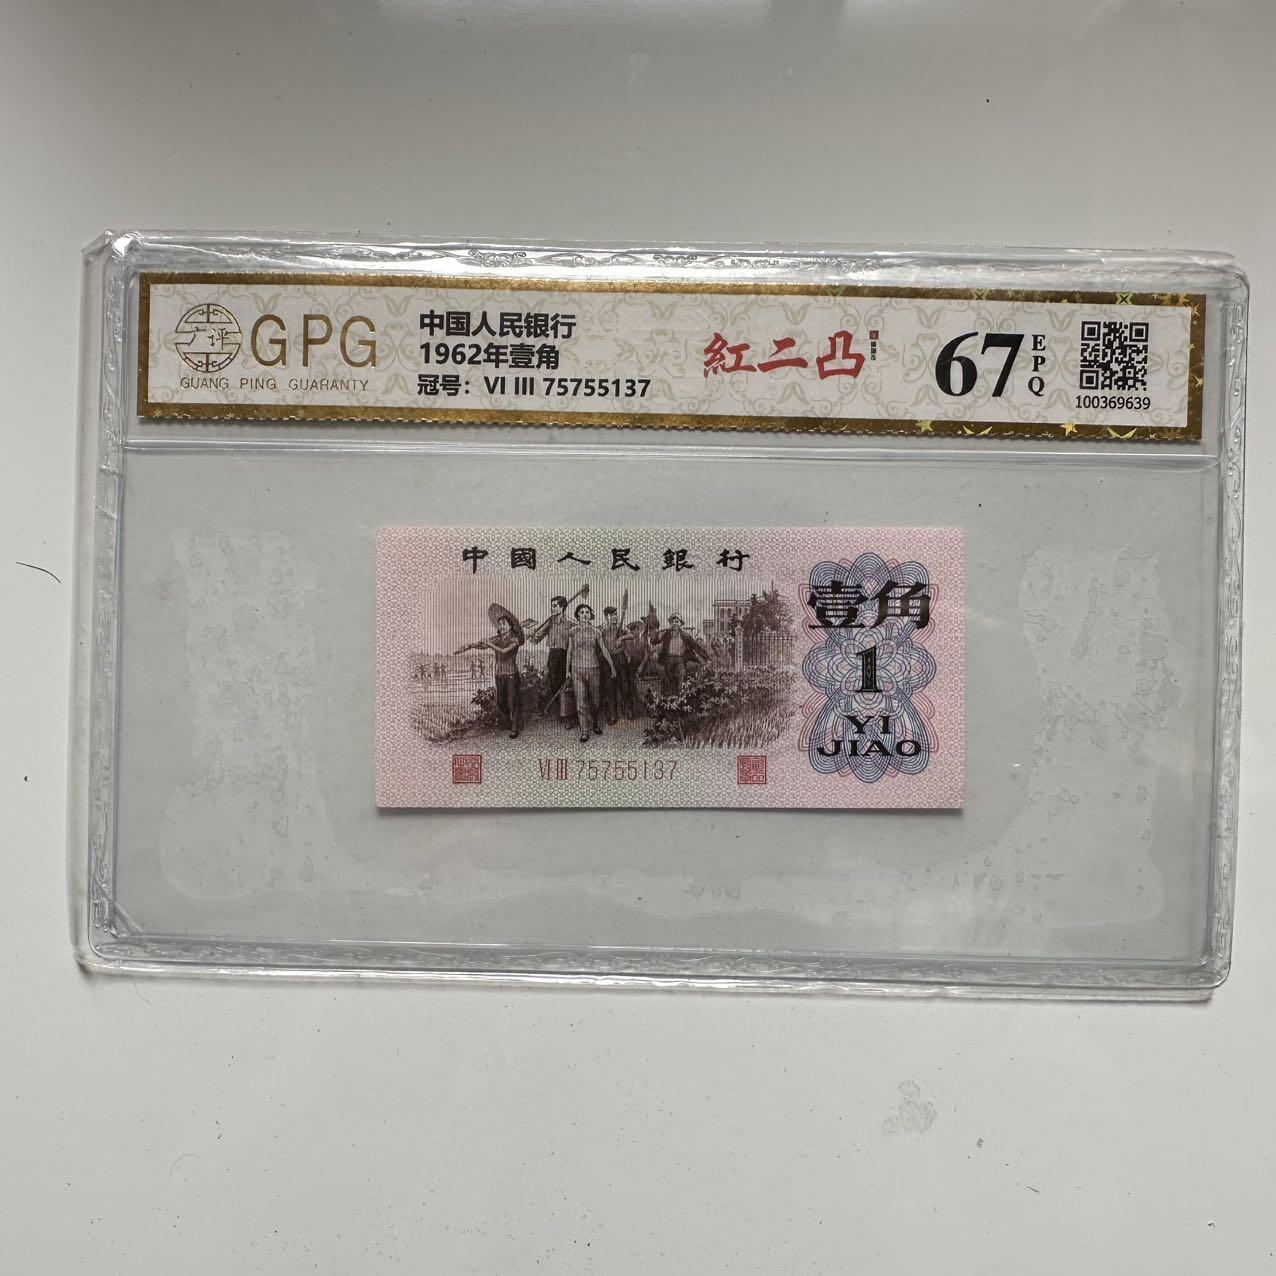 广评
GPG
GUANG PING GUARANTY
中国人民银行
1962年壹角
冠号：VI III 75755137
紅二凸
67
EPQ
100369639
中國人民銀行
壹角
1
YI
JIAO
VI III 75755137